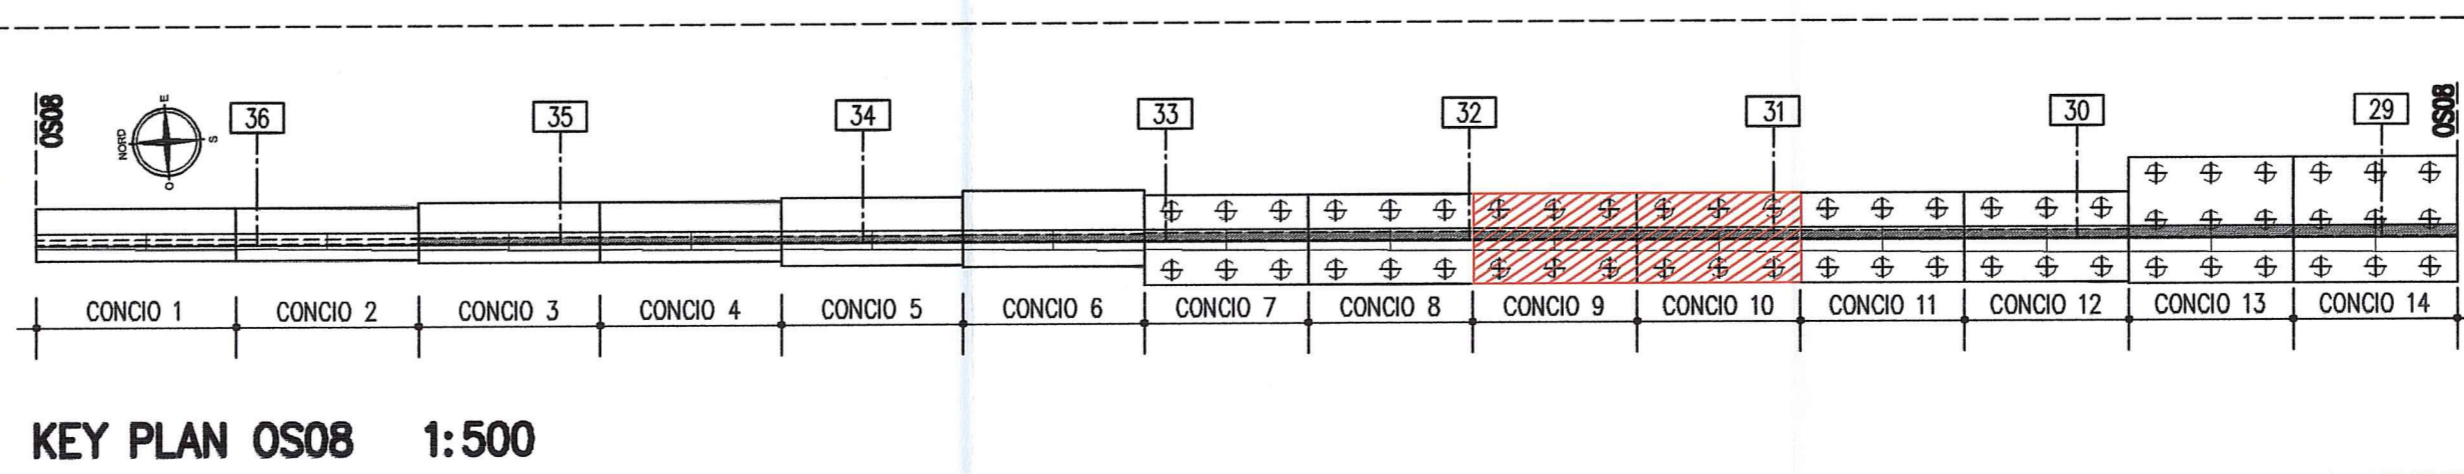 OS08 OS08
E
NORD S
O
36 35 34 33 32 31 30 29
CONCIO 1 CONCIO 2 CONCIO 3 CONCIO 4 CONCIO 5 CONCIO 6 CONCIO 7 CONCIO 8 CONCIO 9 CONCIO 10 CONCIO 11 CONCIO 12 CONCIO 13 CONCIO 14
KEY PLAN OS08 1:500